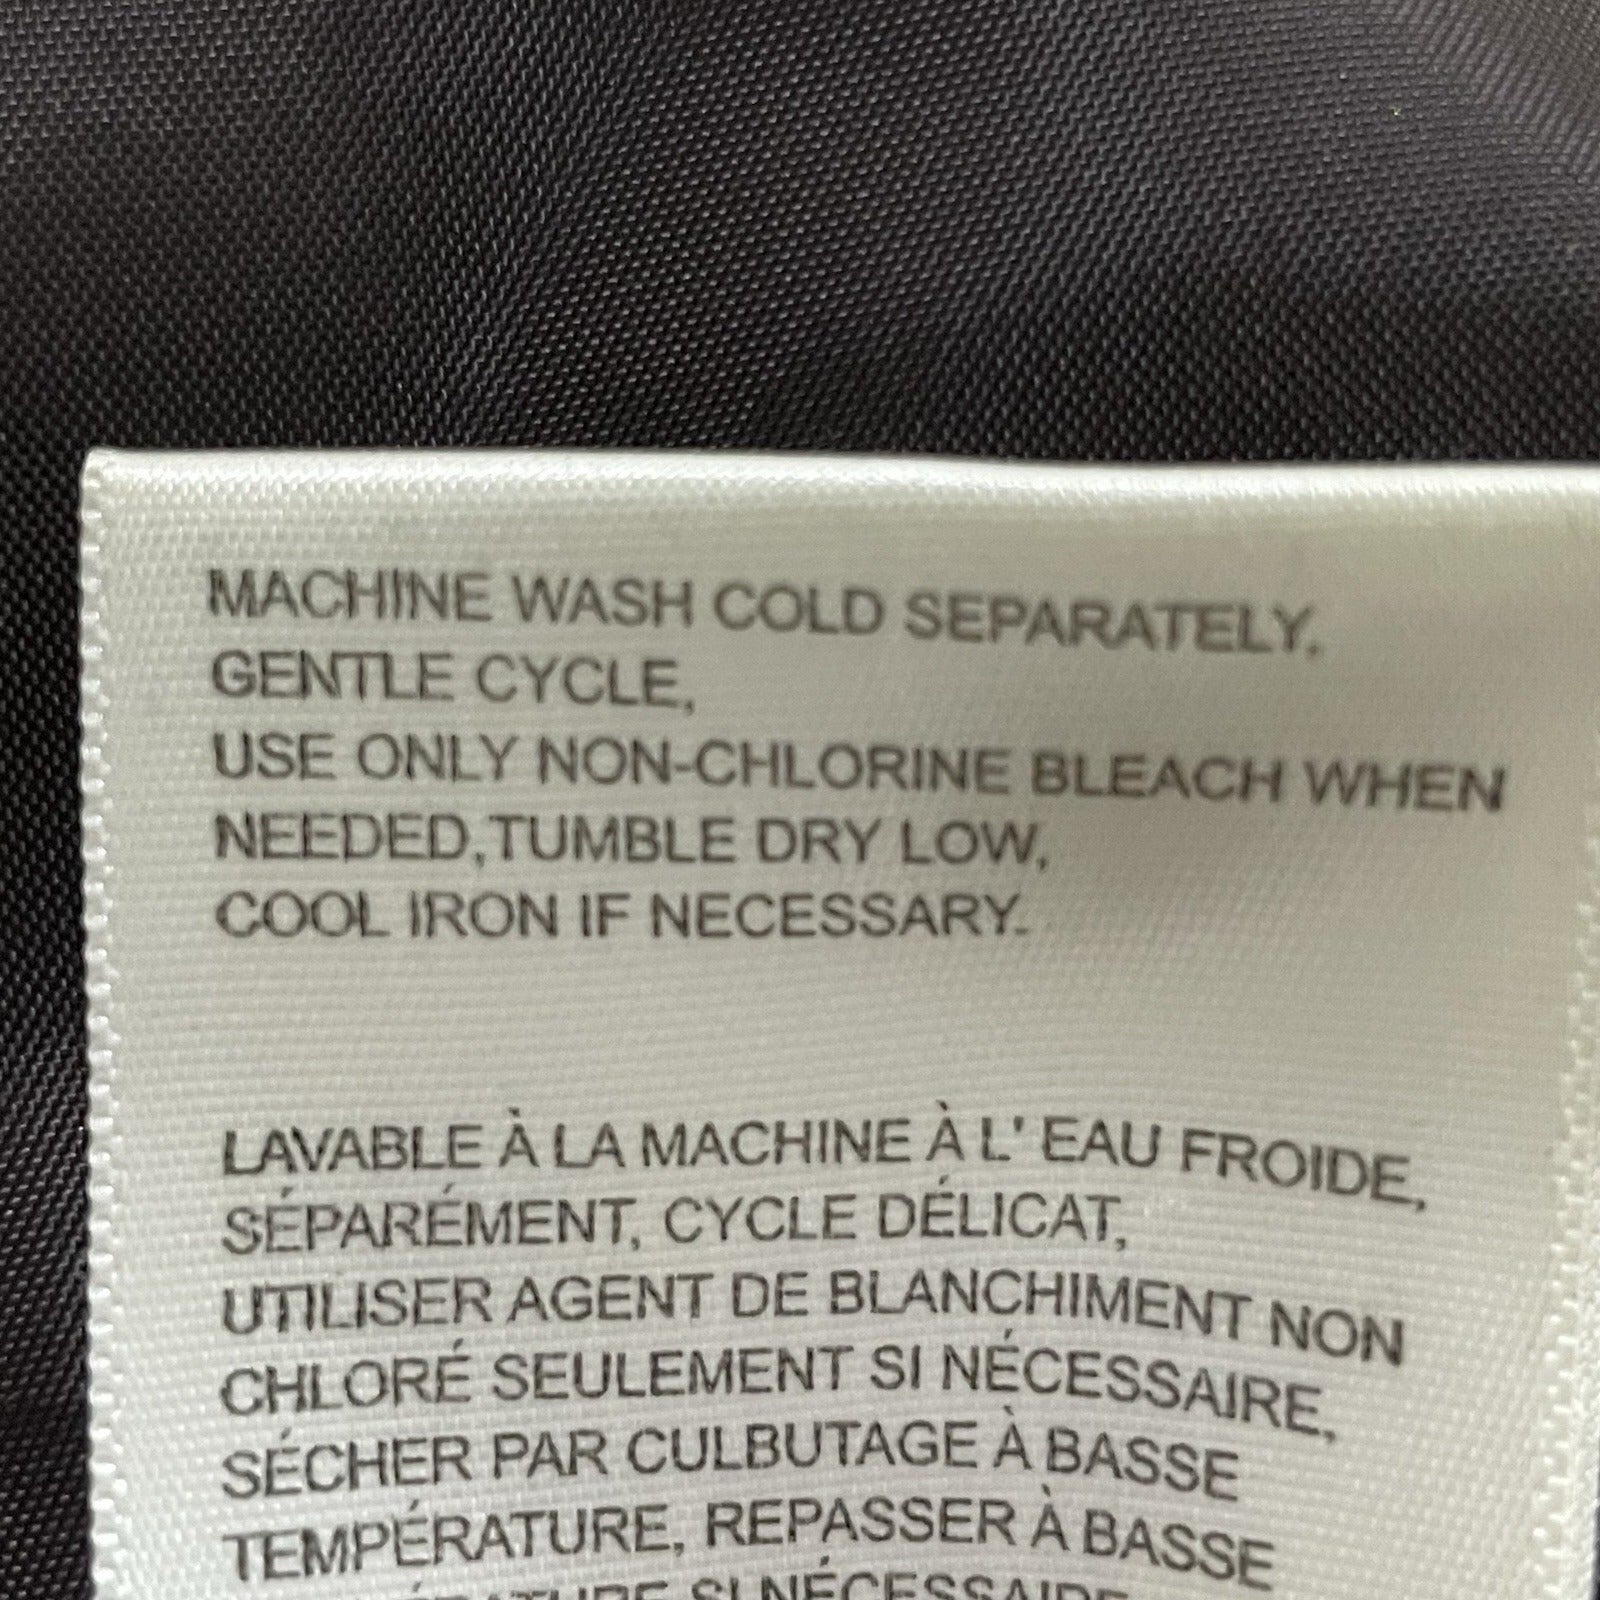 MACHINE WASH COLD SEPARATELY,
GENTLE CYCLE,
USE ONLY NON-CHLORINE BLEACH WHEN
NEEDED,TUMBLE DRY LOW,
COOL IRON IF NECESSARY.
LAVABLE À LA MACHINE À L' EAU FROIDE,
SÉPARÉMENT, CYCLE DÉLICAT,
UTILISER AGENT DE BLANCHIMENT NON
CHLORÉ SEULEMENT SI NÉCESSAIRE,
SÉCHER PAR CULBUTAGE À BASSE
TEMPÉRATURE, REPASSER À BASSE
SI NÉCESSAIRE